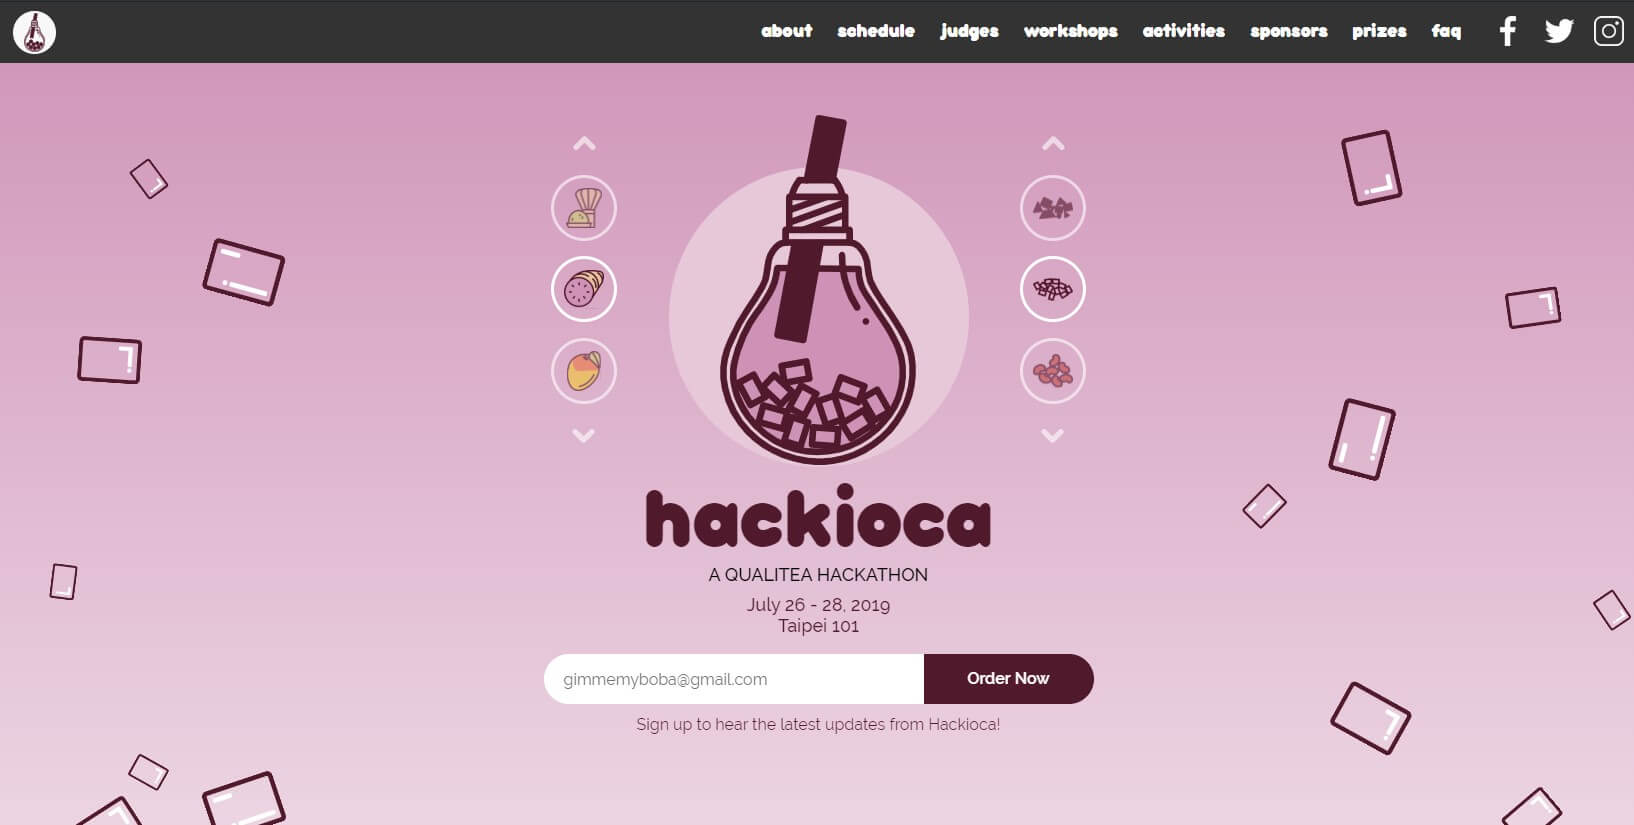 about schedule judges workshops activities sponsors prizes faq
hackioca
A QUALITEA HACKATHON
July 26 - 28, 2019
Taipei 101
gimmemyboba@gmail.com Order Now
Sign up to hear the latest updates from Hackioca!